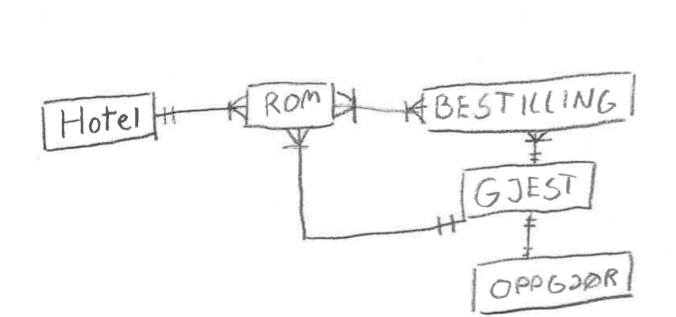 Hotel
ROM
BESTILLING
GJEST
OPPGJØR